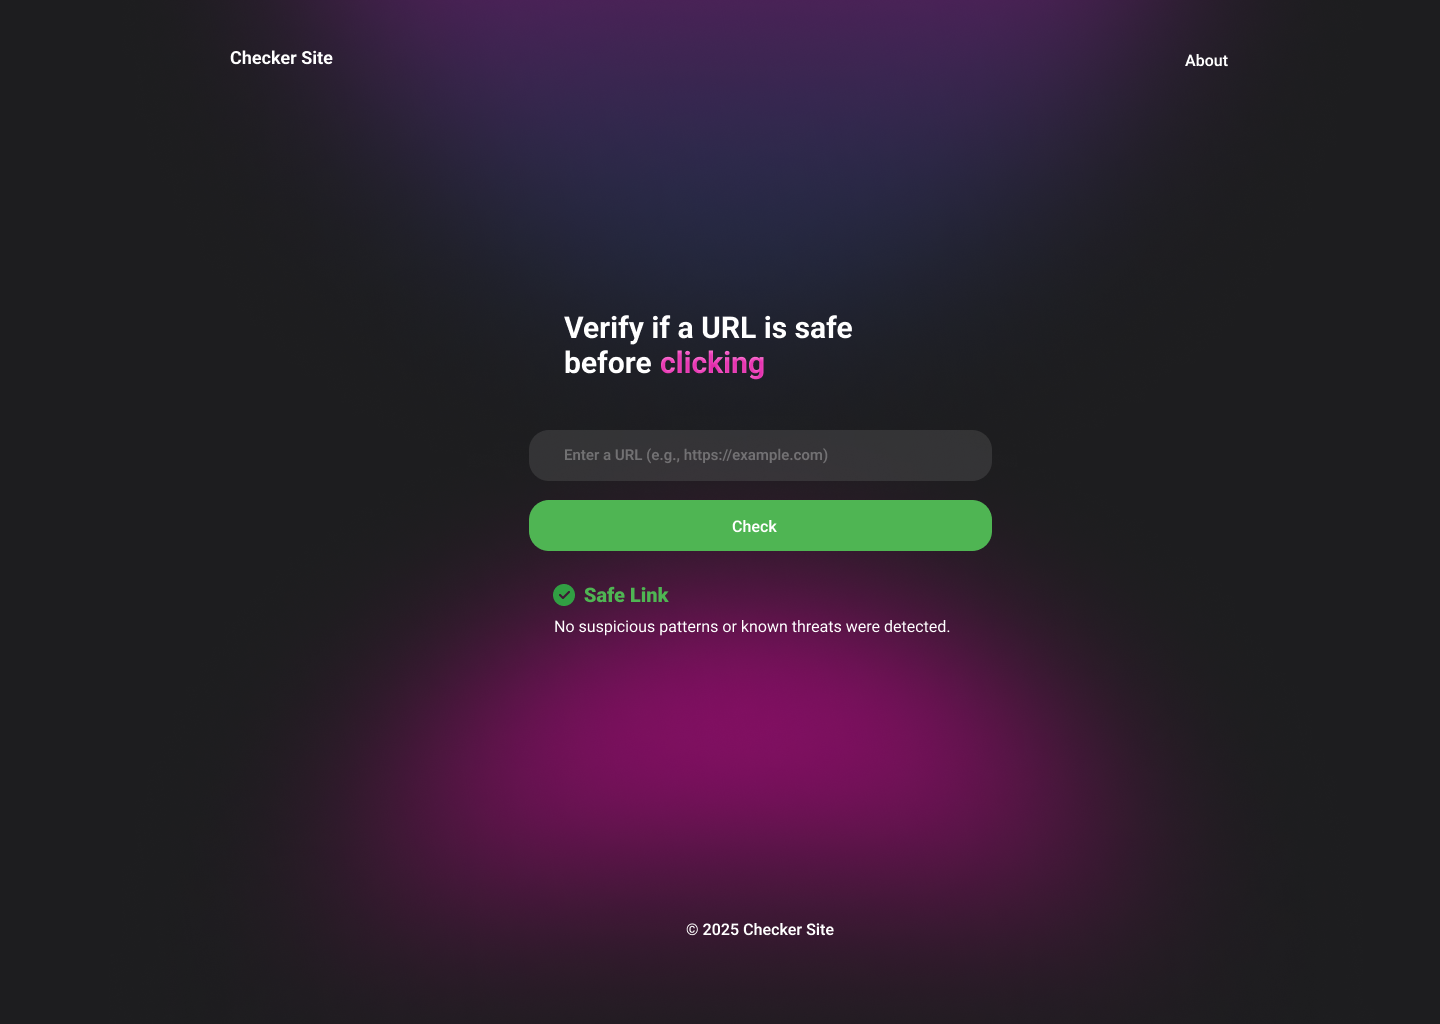 Checker Site
About
Verify if a URL is safe
before clicking
Enter a URL (e.g., https://example.com)
Check
Safe Link
No suspicious patterns or known threats were detected.
© 2025 Checker Site